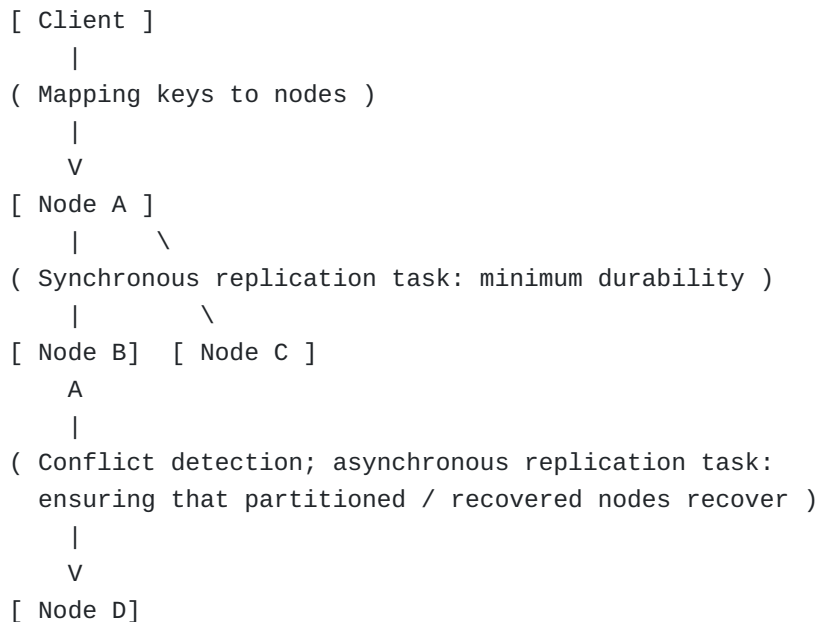 [ Client ]
|
( Mapping keys to nodes )
|
V
[ Node A ]
| \
( Synchronous replication task: minimum durability )
| \
[ Node B] [ Node C ]
A
|
( Conflict detection; asynchronous replication task:
ensuring that partitioned / recovered nodes recover )
|
V
[ Node D]